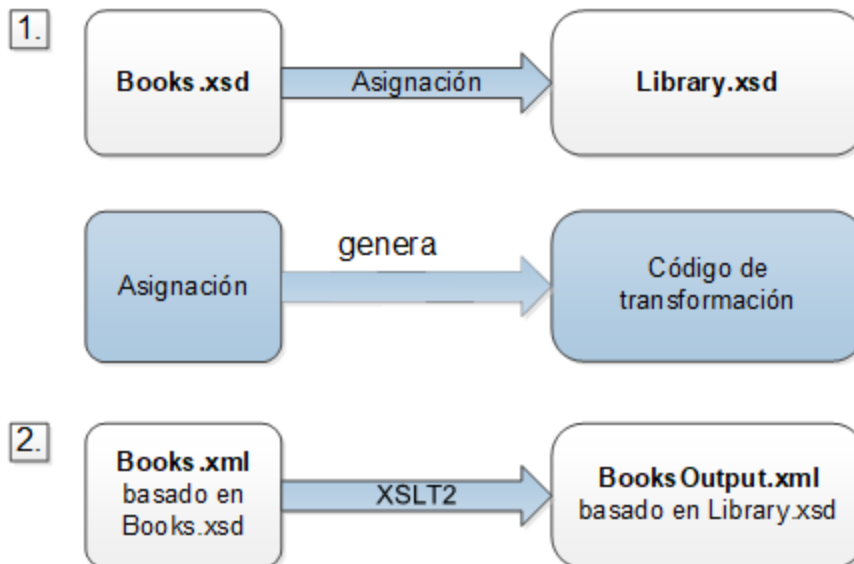 1.
Books.xsd
Asignación
Library.xsd
Asignación
genera
Código de
transformación
2.
Books.xml
basado en
Books.xsd
XSLT2
BooksOutput.xml
basado en Library.xsd